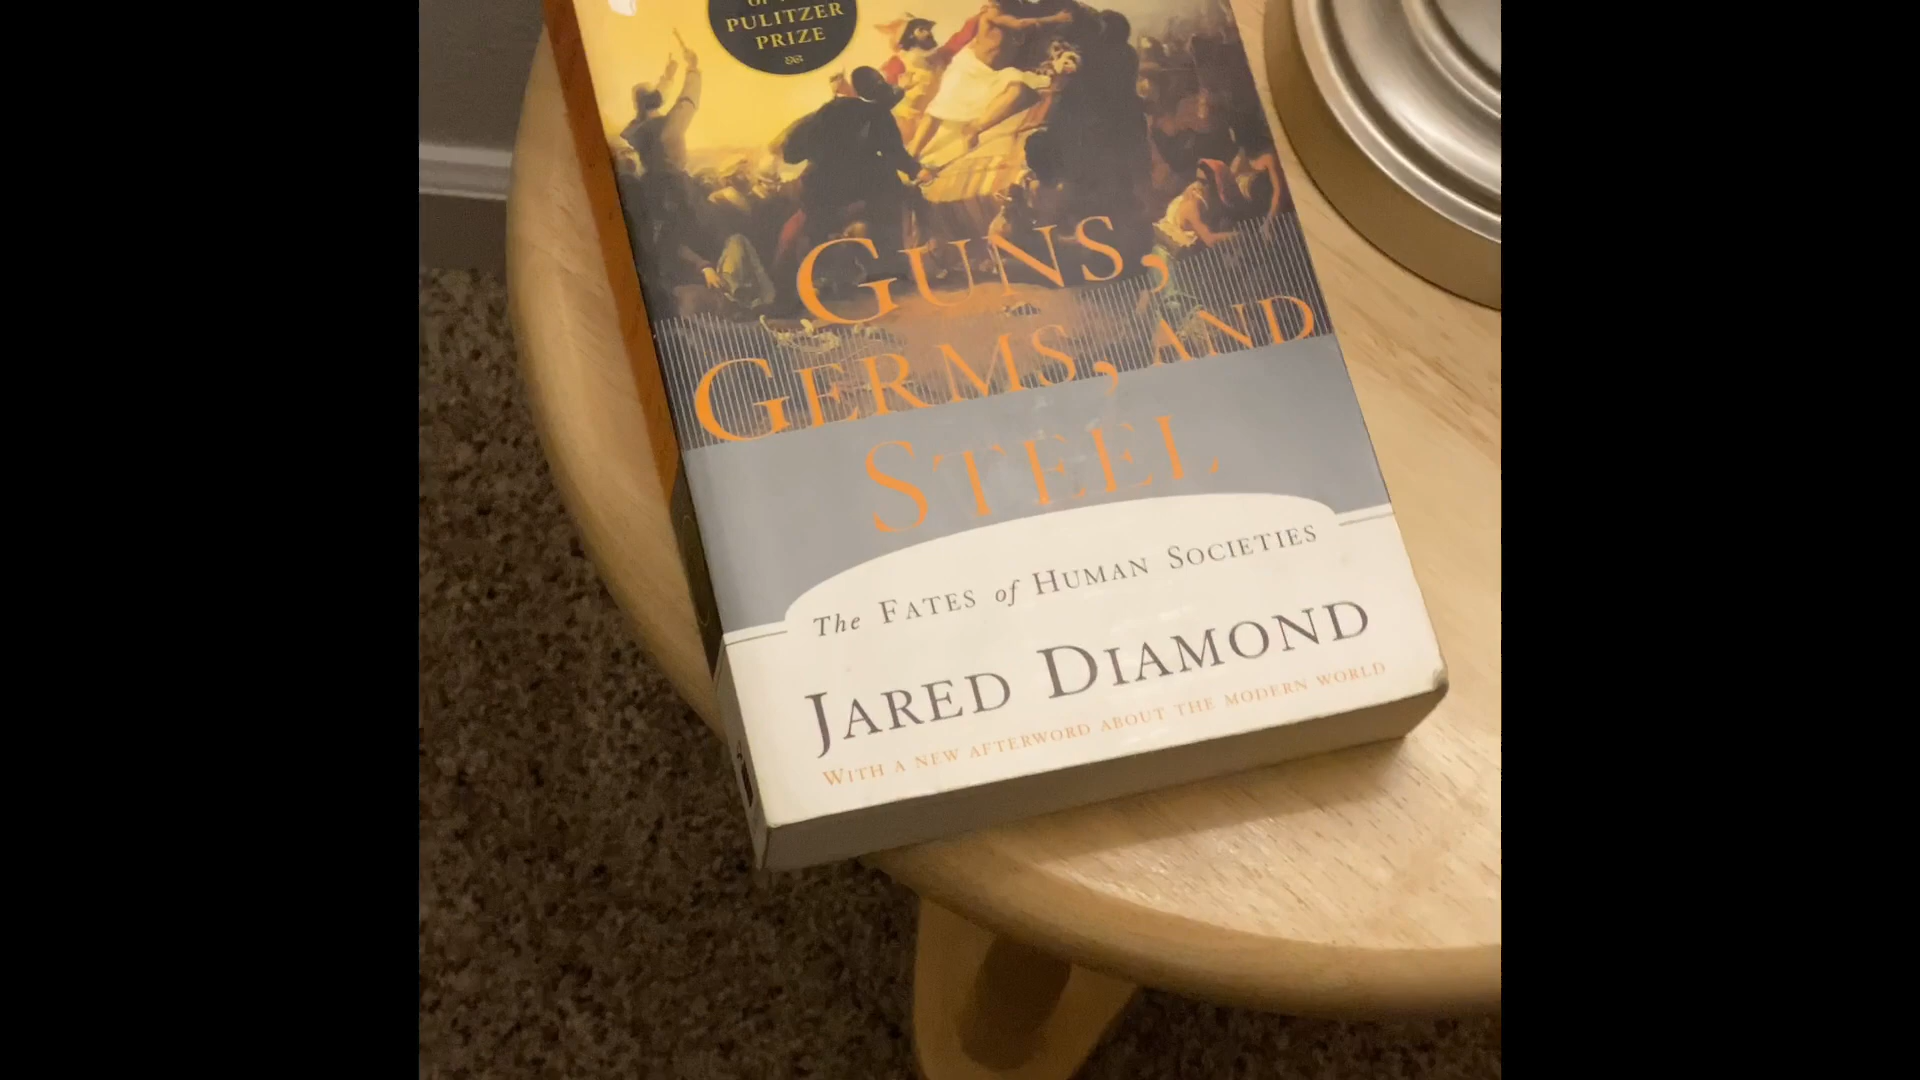 PULITZER
PRIZE
GUNS,
GERMS, AND
STEEL
The FATES of HUMAN SOCIETIES
JARED DIAMOND
WITH A NEW AFTERWORD ABOUT THE MODERN WORLD